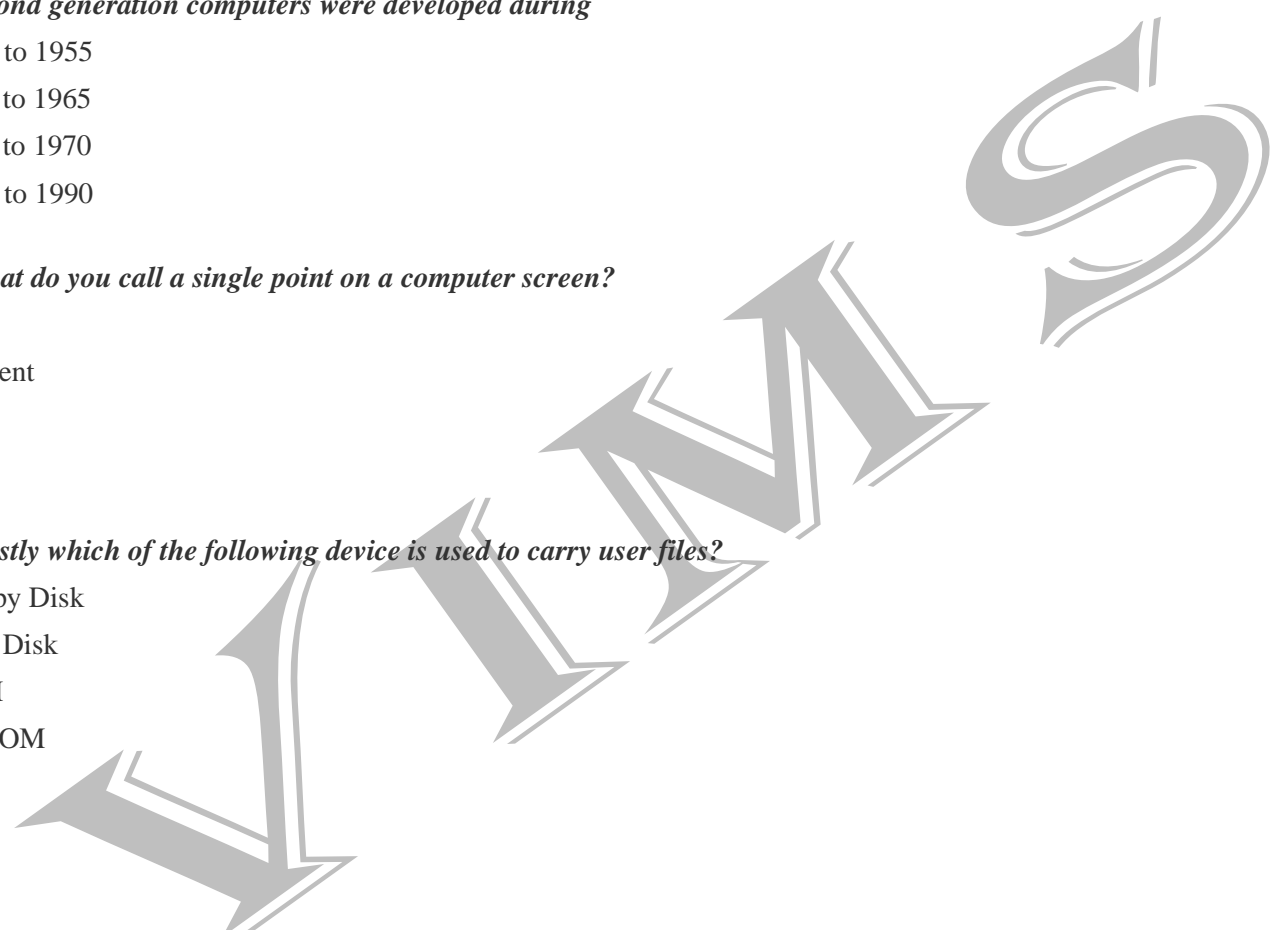 ond generation computers were developed during
to 1955
to 1965
to 1970
to 1990
at do you call a single point on a computer screen?
ent
stly which of the following device is used to carry user files?
py Disk
Disk
OM
VIMS